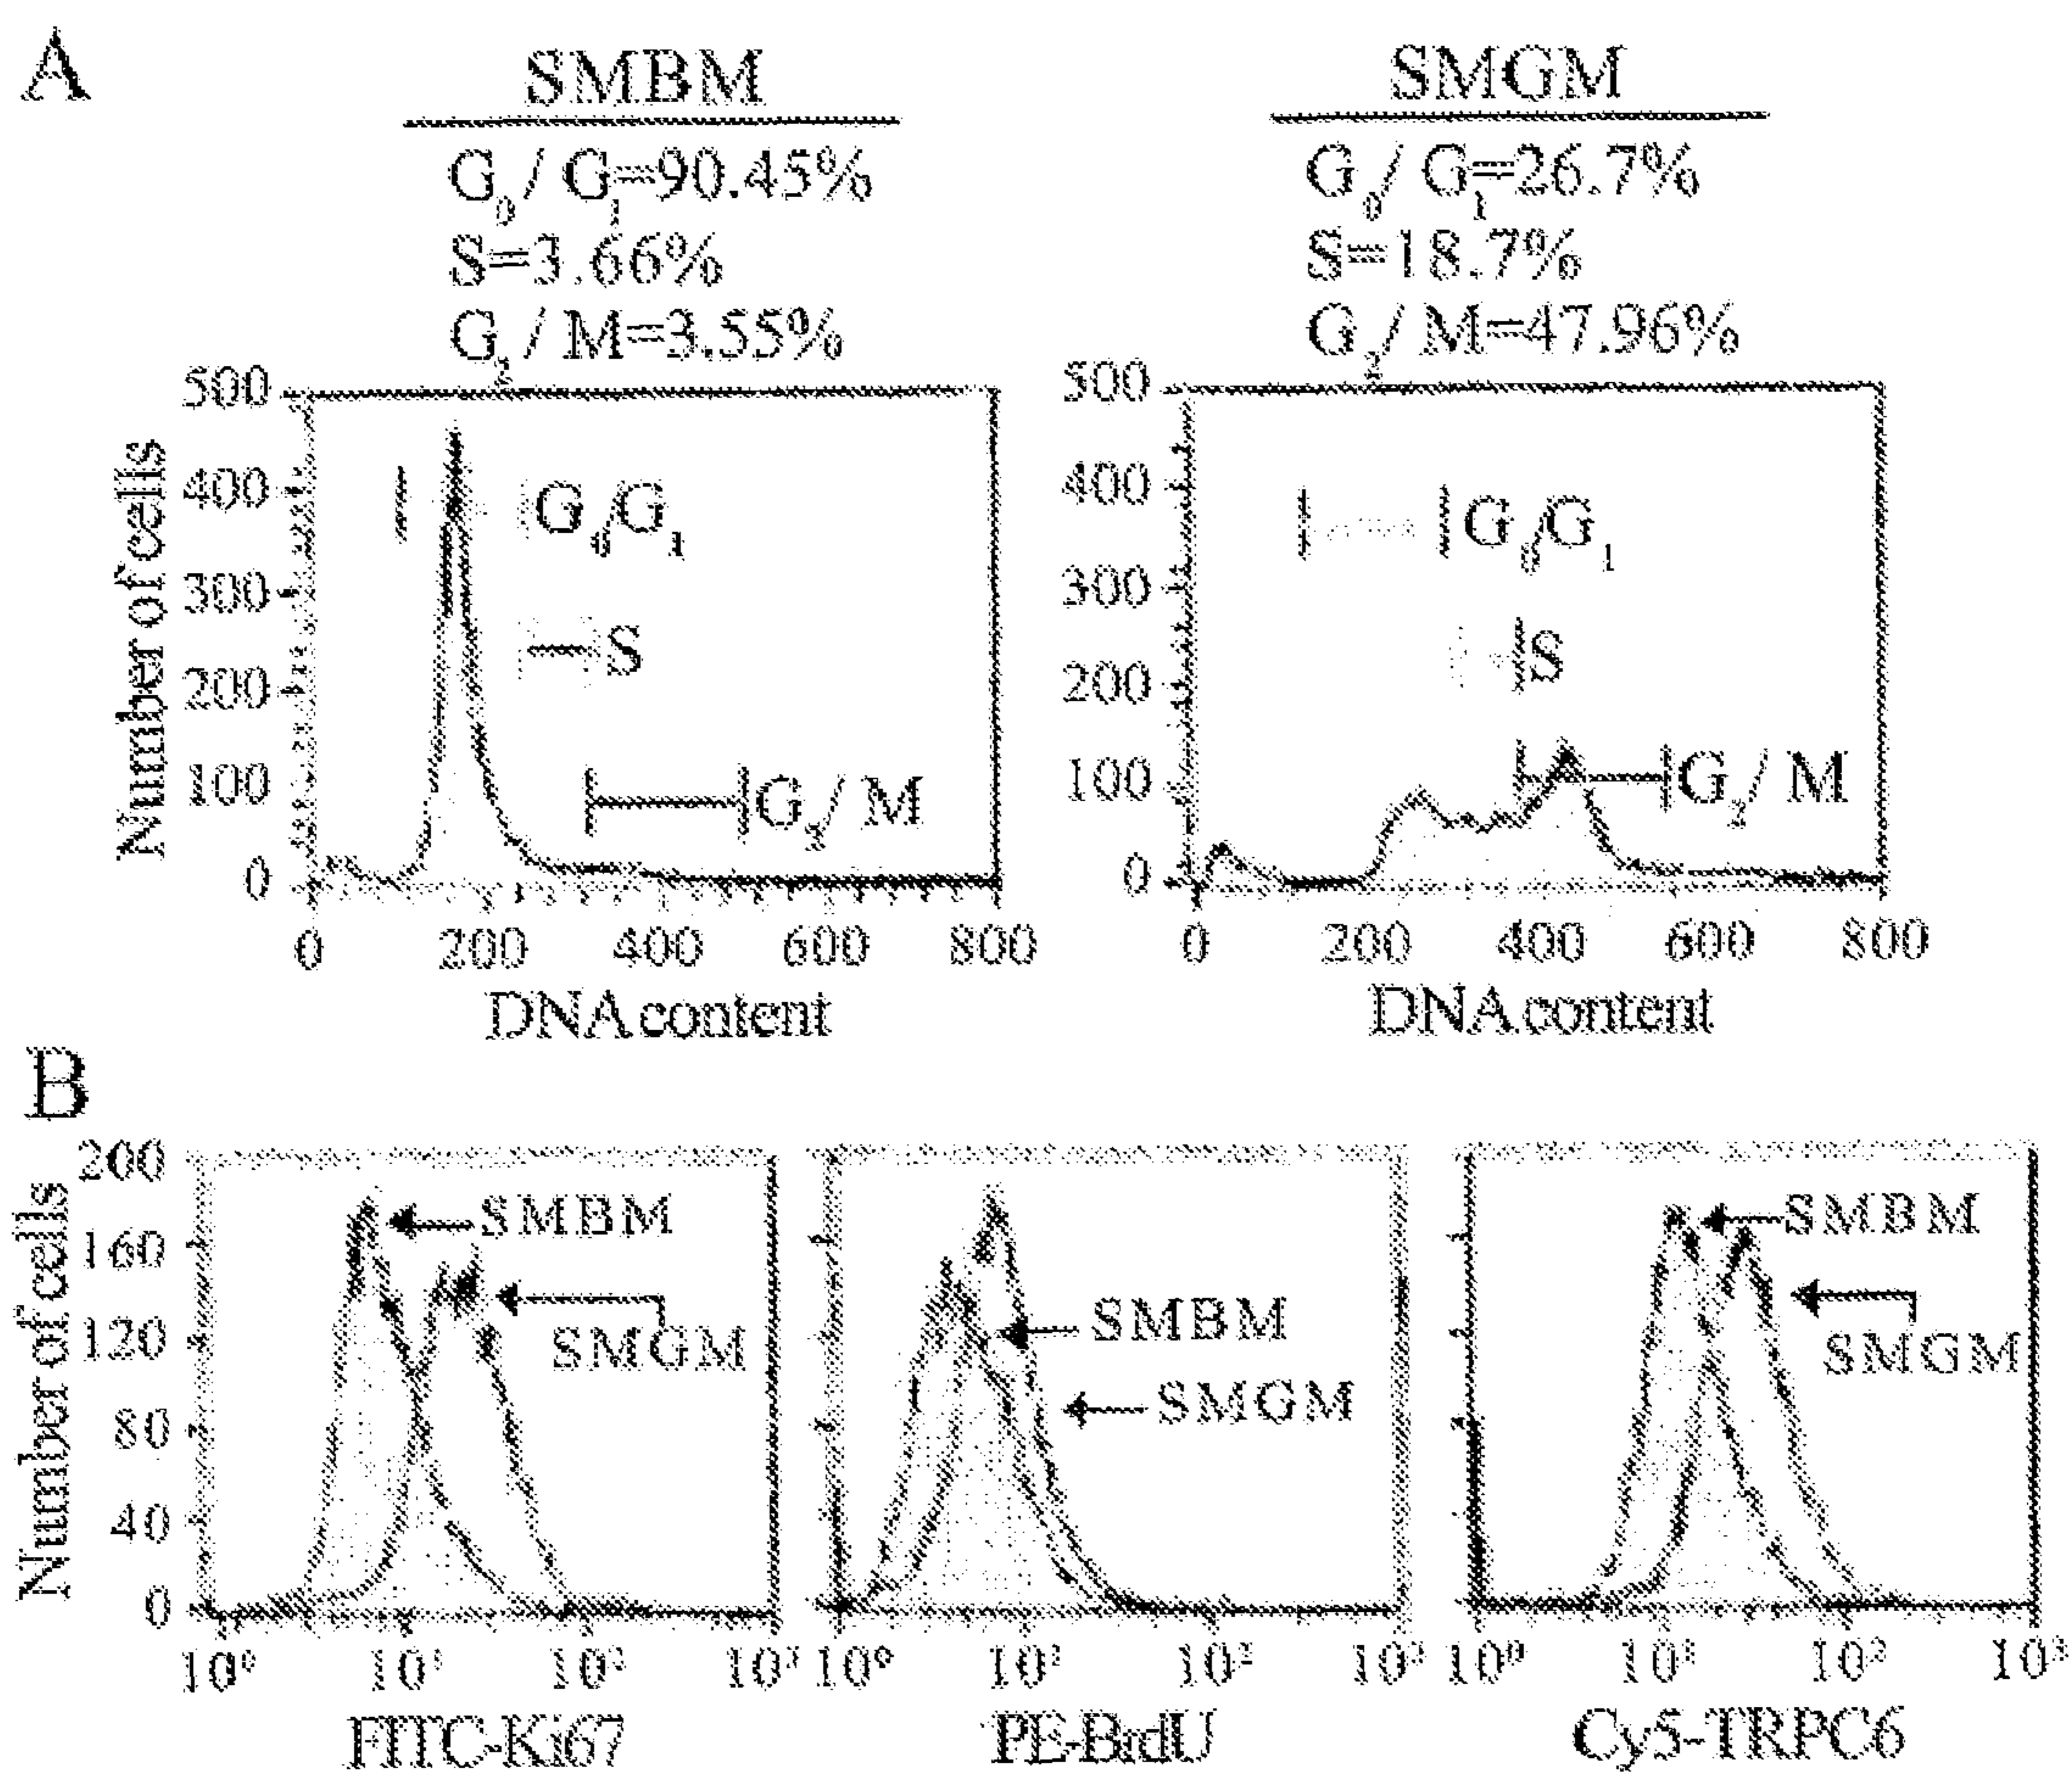 A
SMBM
G0/ G1=90.45%
S=3.66%
G2/ M=3.55%
SMGM
G0/ G1=26.7%
S=18.7%
G2/ M=47.96%
Number of cells
500
400
300
200
100
0
G0/G1
S
G2/ M
0 200 400 600 800
DNA content
500
400
300
200
100
0
G0/G1
S
G2/ M
0 200 400 600 800
DNA content
B
Number of cells
200
160
120
80
40
0
SMBM
SMGM
10⁰ 10¹ 10² 10³
FITC-Ki67
SMBM
SMGM
10⁰ 10¹ 10² 10³
PE-BrdU
SMBM
SMGM
10⁰ 10¹ 10² 10³
Cy5-TRPC6